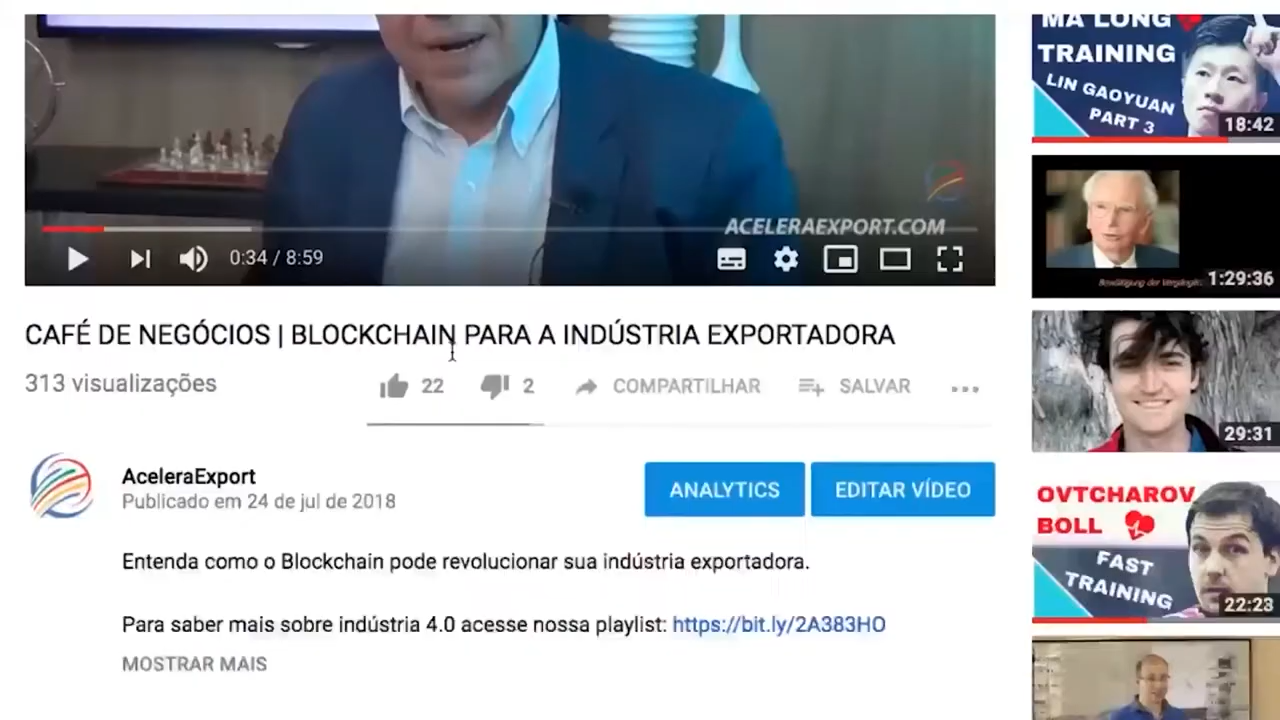 ACELERAEXPORT.COM
0:34 / 8:59
CAFÉ DE NEGÓCIOS | BLOCKCHAIN PARA A INDÚSTRIA EXPORTADORA
313 visualizações
22
2
COMPARTILHAR
SALVAR
AceleraExport
Publicado em 24 de jul de 2018
ANALYTICS
EDITAR VÍDEO
Entenda como o Blockchain pode revolucionar sua indústria exportadora.
Para saber mais sobre indústria 4.0 acesse nossa playlist: https://bit.ly/2A383HO
MOSTRAR MAIS
MA LONG
TRAINING
LIN GAOYUAN
PART 3
18:42
1:29:36
29:31
OVTCHAROV
BOLL
FAST
TRAINING
22:23